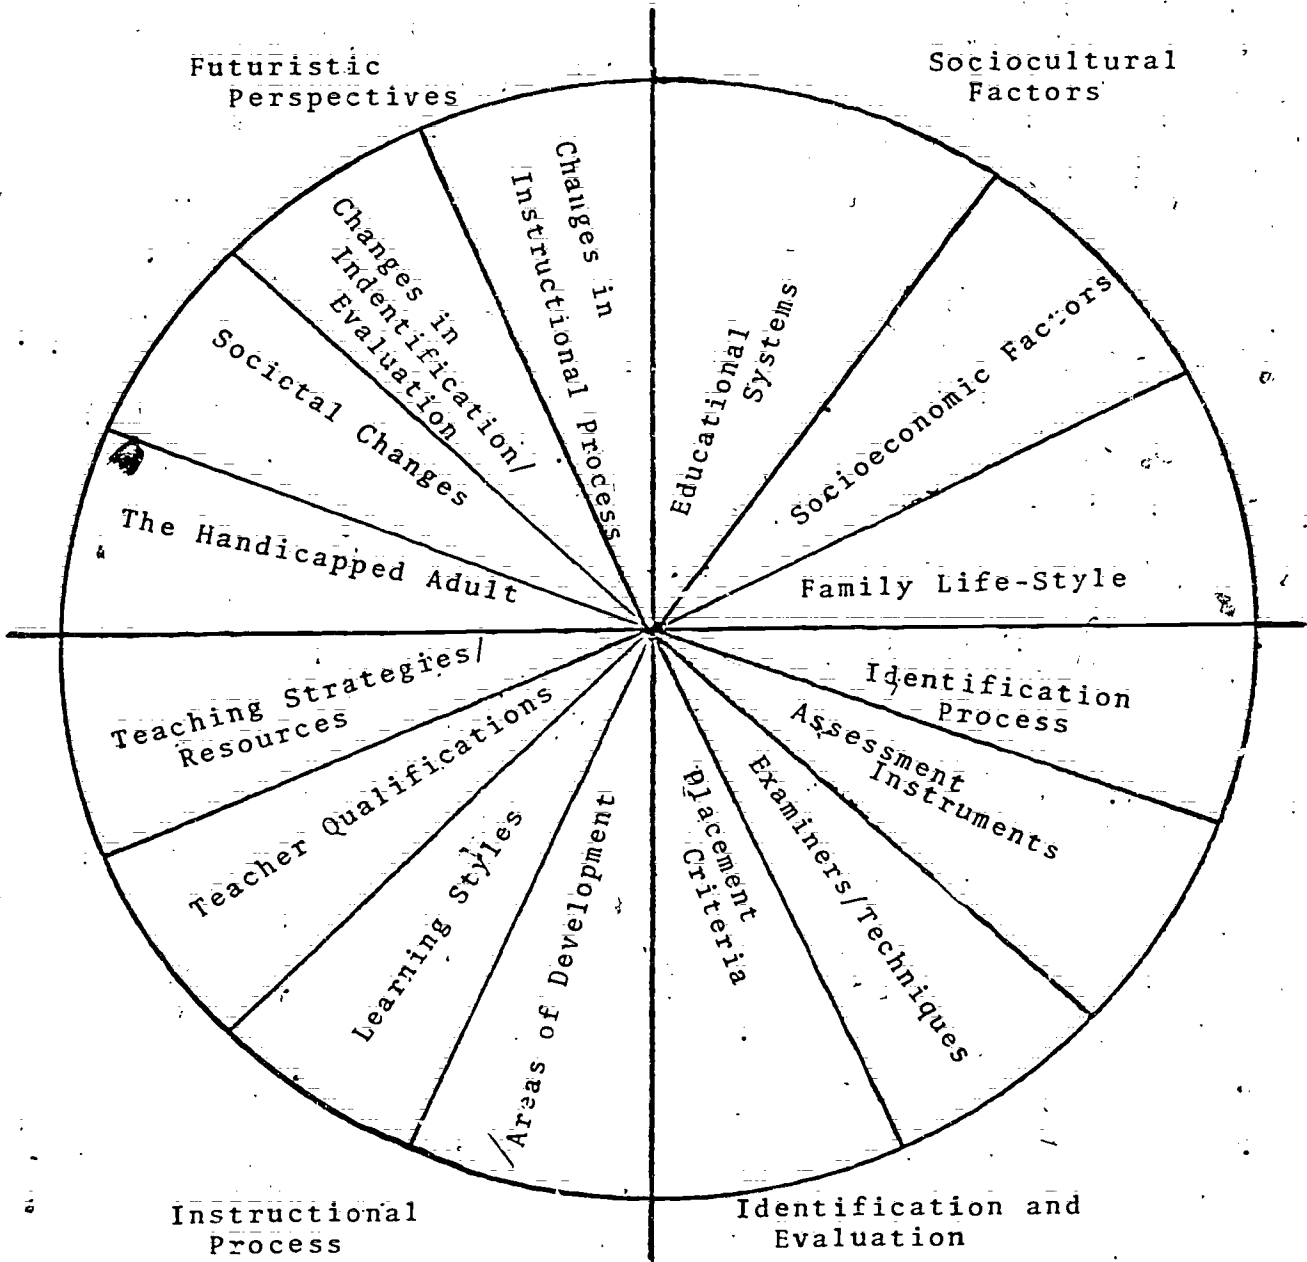 Futuristic
Perspectives
Sociocultural
Factors
Changes in
Instructional Process
Changes in
Indentification/
Evaluation
Societal Changes
The Handicapped Adult
Educational
Systems
Socioeconomic Factors
Family Life-Style
Teaching Strategies/
Resources
Teacher Qualifications
Learning Styles
Areas of Development
Identification
Process
Assessment
Instruments
Examiners/Techniques
Placement
Criteria
Instructional
Process
Identification and
Evaluation